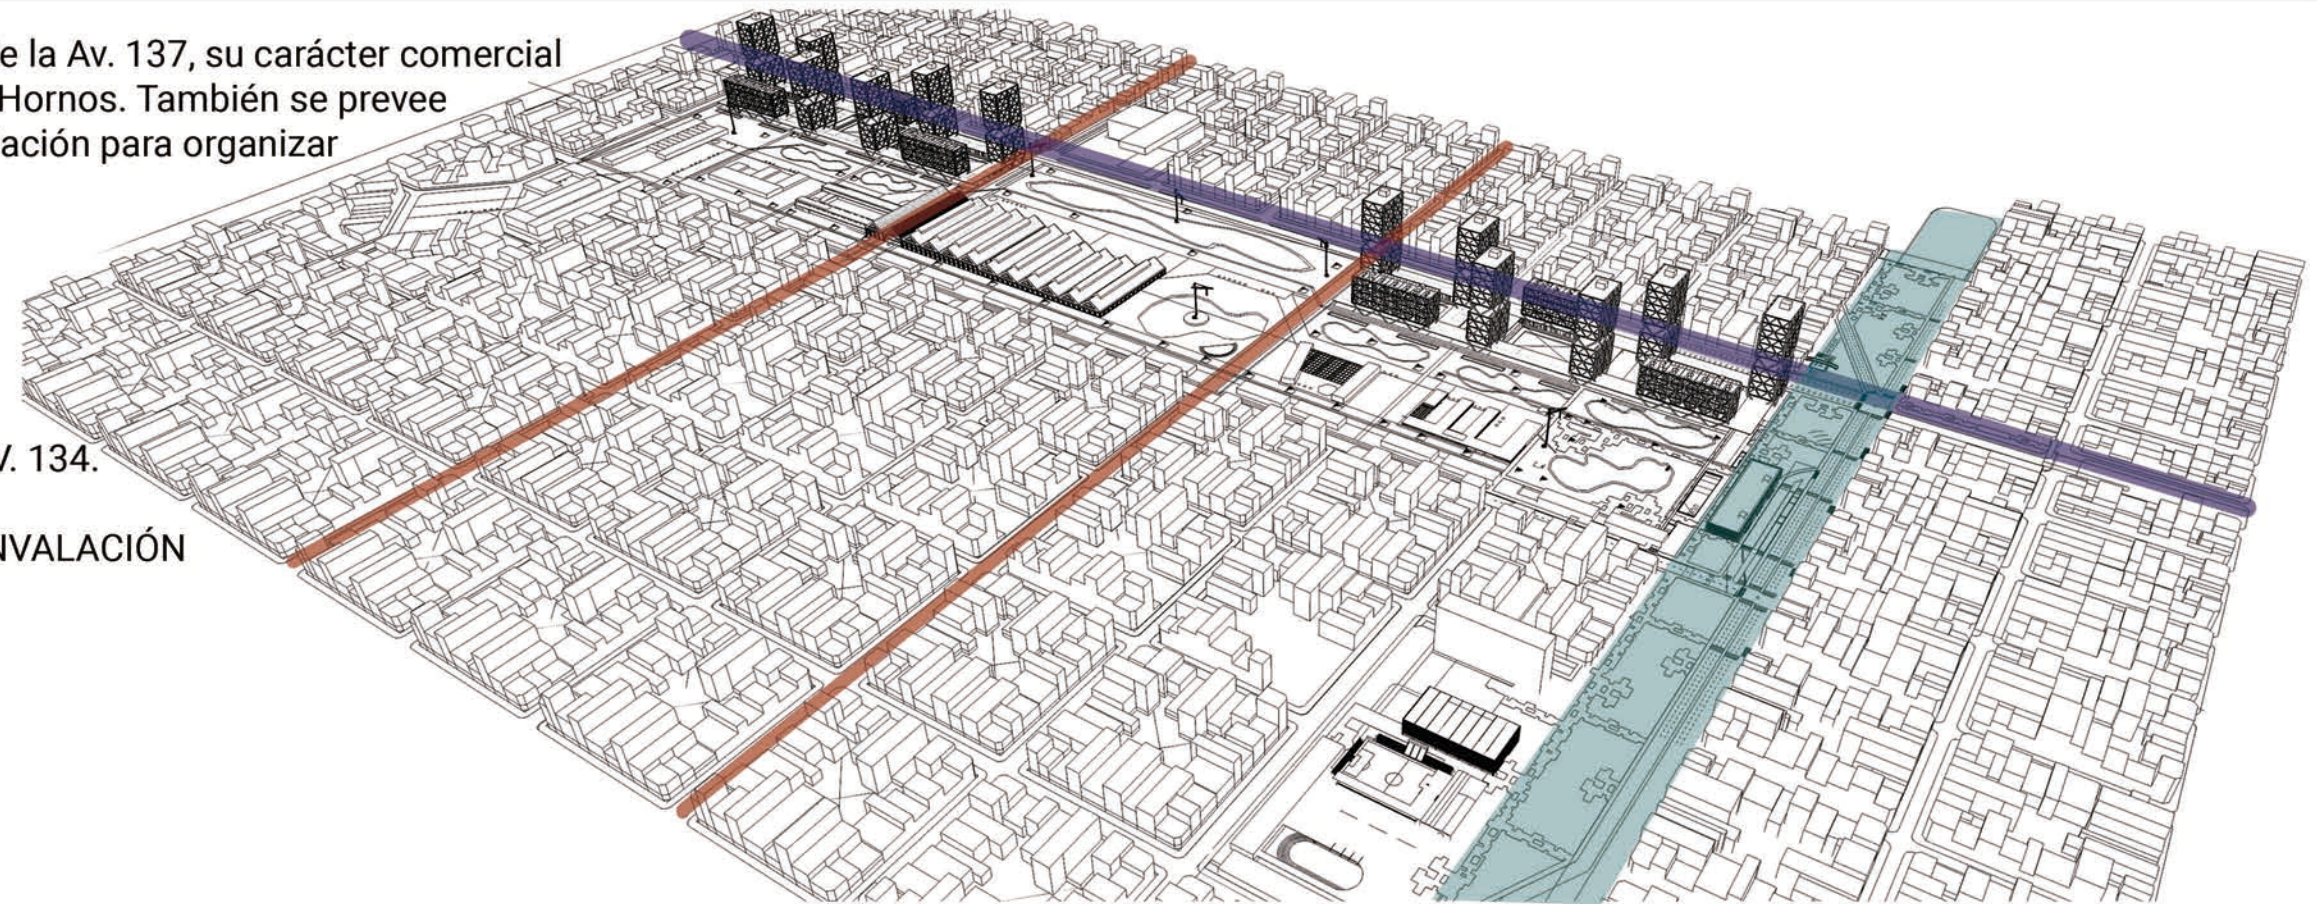 e la Av. 137, su carácter comercial
Hornos. También se prevee
ación para organizar
V. 134.
NVALACIÓN